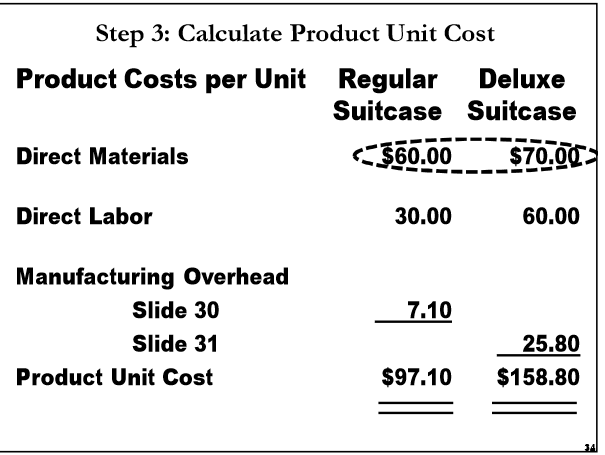 Step 3: Calculate Product Unit Cost
Product Costs per Unit Regular Deluxe
Suitcase Suitcase
Direct Materials $60.00 $70.00
Direct Labor 30.00 60.00
Manufacturing Overhead
Slide 30 7.10
Slide 31 25.80
Product Unit Cost $97.10 $158.80
34